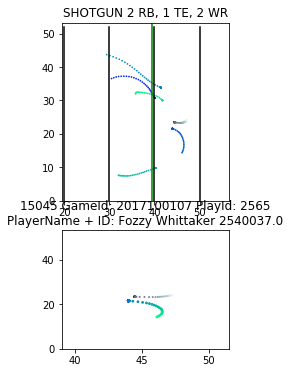 SHOTGUN 2 RB, 1 TE, 2 WR
50
40
30
20
10
0
20 30 40 50
15045 GameId: 2017100107 PlayId: 2565
PlayerName + ID: Fozzy Whittaker 2540037.0
40
20
0
40 45 50